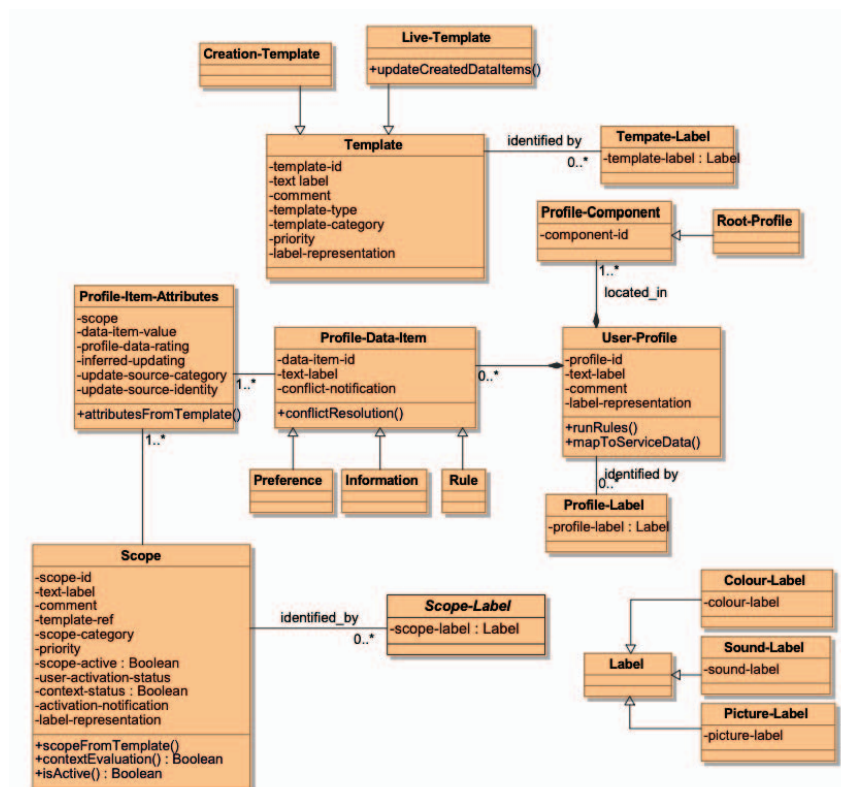 Creation-Template
Live-Template
+updateCreatedDataItems()
Template
-template-id
-text label
-comment
-template-type
-template-category
-priority
-label-representation
identified by
0..*
Tempate-Label
-template-label : Label
Profile-Component
-component-id
Root-Profile
1..*
located_in
Profile-Item-Attributes
-scope
-data-item-value
-profile-data-rating
-inferred-updating
-update-source-category
-update-source-identity
+attributesFromTemplate()
1..*
1..*
Profile-Data-Item
-data-item-id
-text-label
-conflict-notification
+conflictResolution()
0..*
User-Profile
-profile-id
-text-label
-comment
-label-representation
+runRules()
+mapToServiceData()
identified by
0..*
Preference
Information
Rule
Profile-Label
-profile-label : Label
Scope
-scope-id
-text-label
-comment
-template-ref
-scope-category
-priority
-scope-active : Boolean
-user-activation-status
-context-status : Boolean
-activation-notification
-label-representation
+scopeFromTemplate()
+contextEvaluation() : Boolean
+isActive() : Boolean
identified_by
0..*
Scope-Label
-scope-label : Label
Colour-Label
-colour-label
Label
Sound-Label
-sound-label
Picture-Label
-picture-label